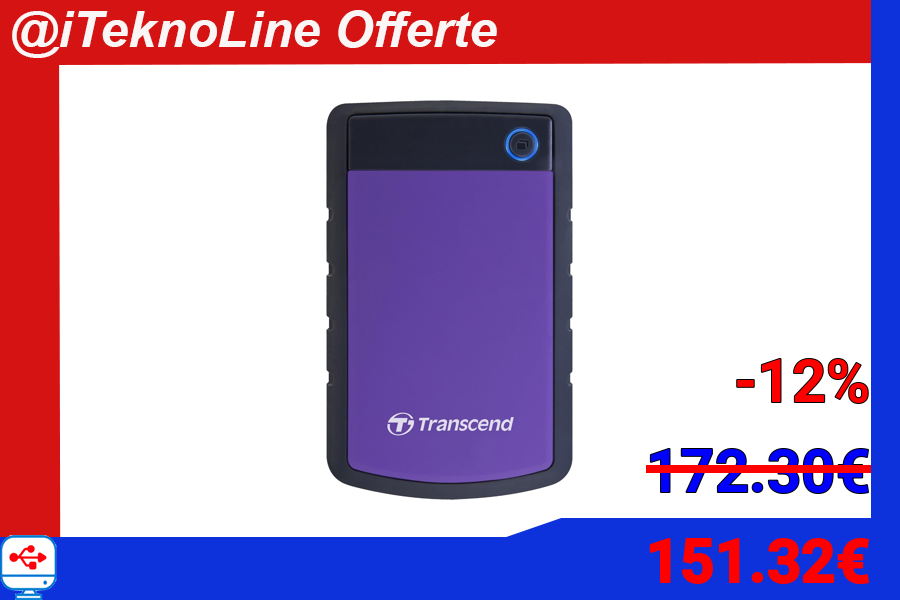 @iTeknoLine Offerte
Transcend
-12%
172.30€
151.32€